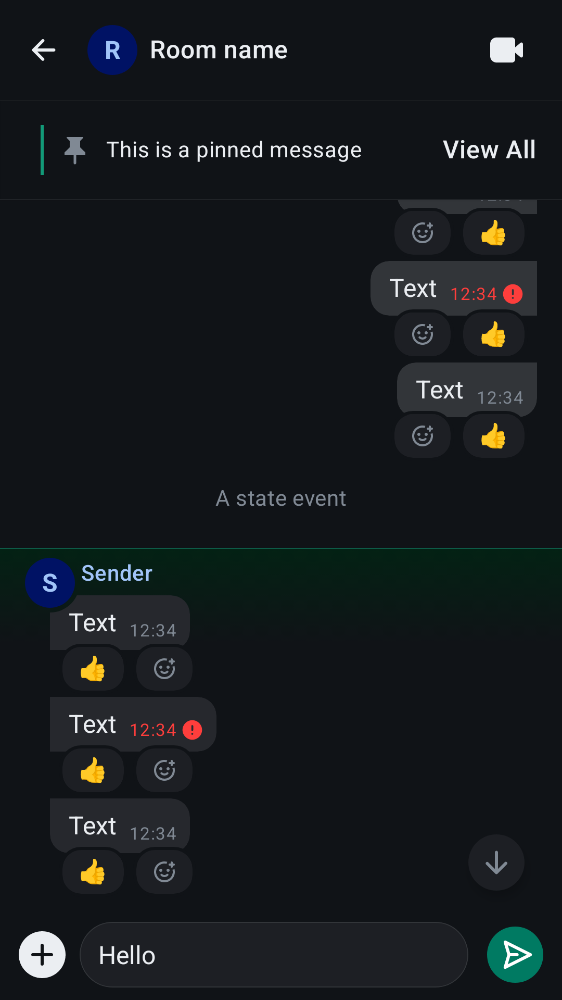 R Room name
This is a pinned message View All
Text 12:34
Text 12:34
A state event
S Sender
Text 12:34
Text 12:34
Text 12:34
Hello